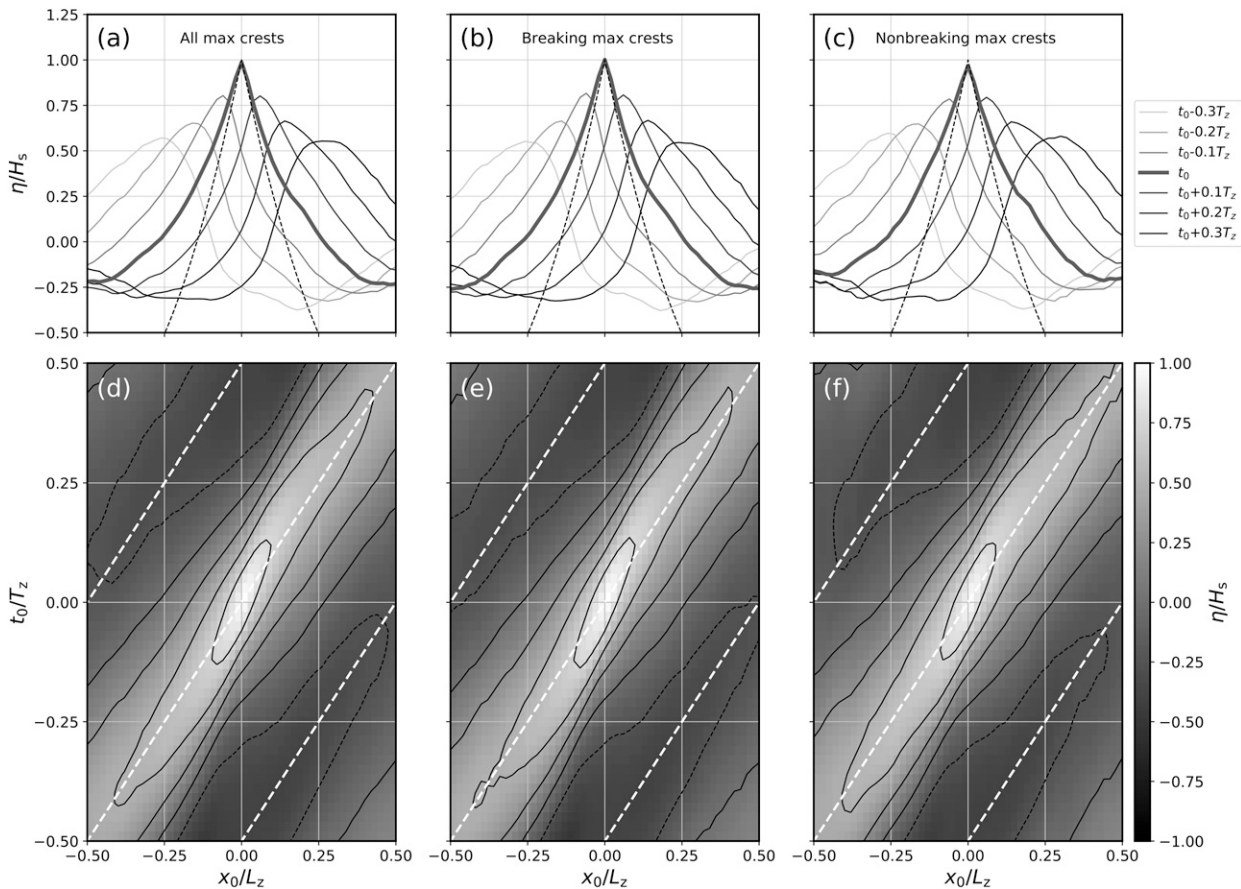 (a) All max crests
(b) Breaking max crests
(c) Nonbreaking max crests
1.25
1.00
0.75
0.50
0.25
0.00
−0.25
−0.50
η/Hs
t0-0.3Tz
t0-0.2Tz
t0-0.1Tz
t0
t0+0.1Tz
t0+0.2Tz
t0+0.3Tz
(d)
(e)
(f)
0.50
0.25
0.00
−0.25
−0.50
t0/Tz
−0.50 −0.25 0.00 0.25 0.50
−0.50 −0.25 0.00 0.25 0.50
−0.50 −0.25 0.00 0.25 0.50
x0/Lz
x0/Lz
x0/Lz
1.00
0.75
0.50
0.25
0.00
−0.25
−0.50
−0.75
−1.00
η/Hs